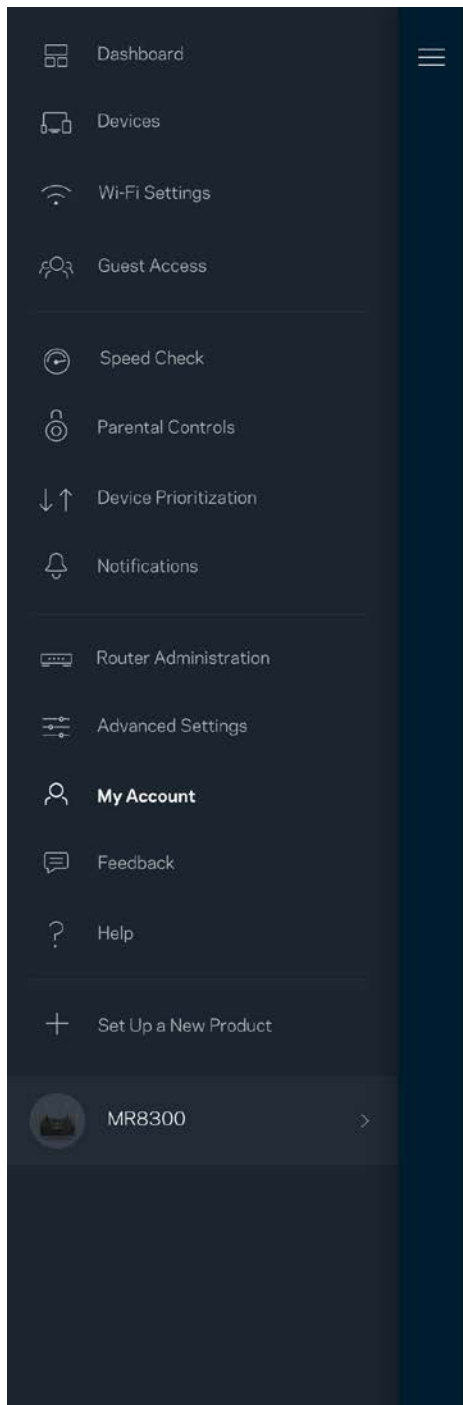 Dashboard
Devices
Wi-Fi Settings
Guest Access
Speed Check
Parental Controls
Device Prioritization
Notifications
Router Administration
Advanced Settings
My Account
Feedback
Help
Set Up a New Product
MR8300